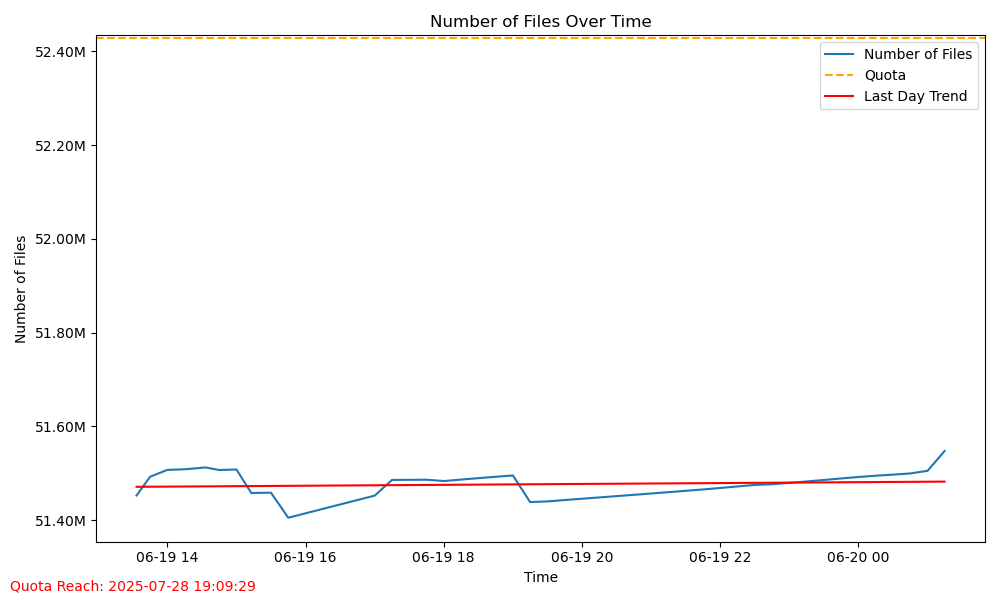 Number of Files Over Time
52.40M
52.20M
52.00M
51.80M
51.60M
51.40M
Number of Files
Number of Files
Quota
Last Day Trend
06-19 14
06-19 16
06-19 18
06-19 20
06-19 22
06-20 00
Time
Quota Reach: 2025-07-28 19:09:29